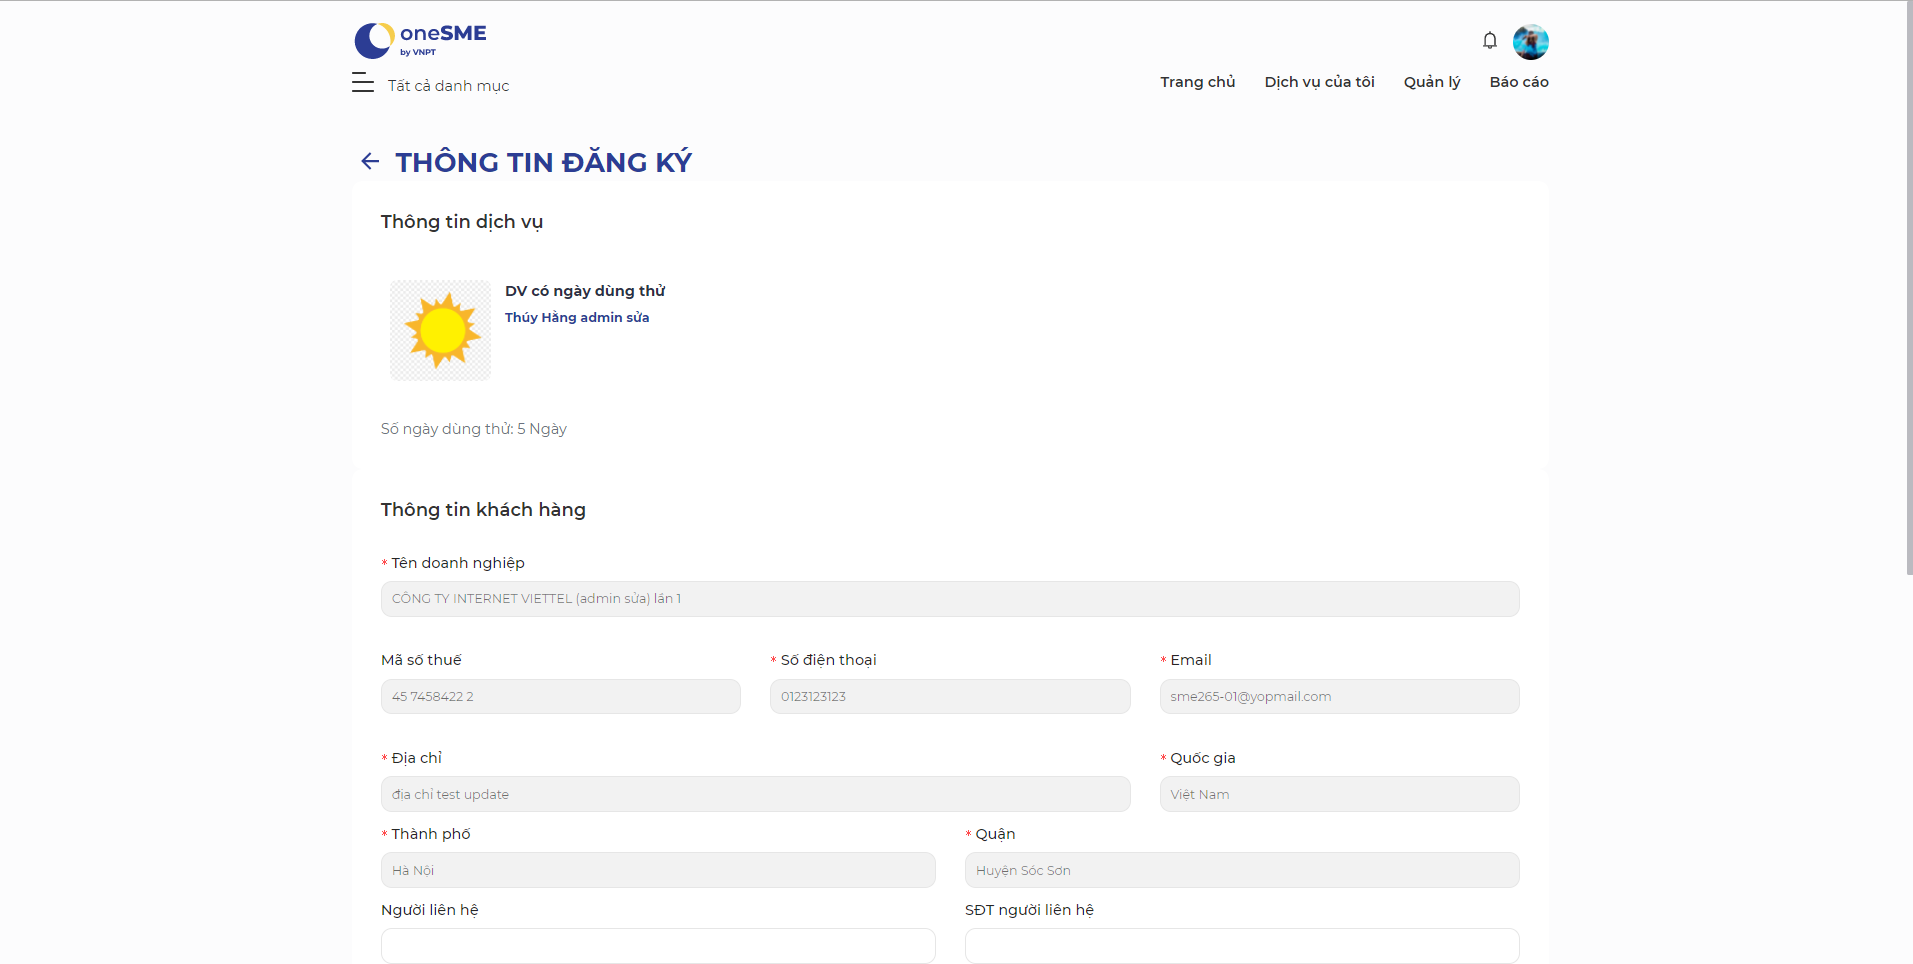 oneSME
by VNPT
Tất cả danh mục
Trang chủ Dịch vụ của tôi Quản lý Báo cáo
THÔNG TIN ĐĂNG KÝ
Thông tin dịch vụ
DV có ngày dùng thử
Thúy Hằng admin sửa
Số ngày dùng thử: 5 Ngày
Thông tin khách hàng
* Tên doanh nghiệp
CÔNG TY INTERNET VIETTEL (admin sửa) lần 1
Mã số thuế * Số điện thoại * Email
45 7458422 2 0123123123 sme265-01@yopmail.com
* Địa chỉ * Quốc gia
địa chỉ test update Việt Nam
* Thành phố * Quận
Hà Nội Huyện Sóc Sơn
Người liên hệ SĐT người liên hệ